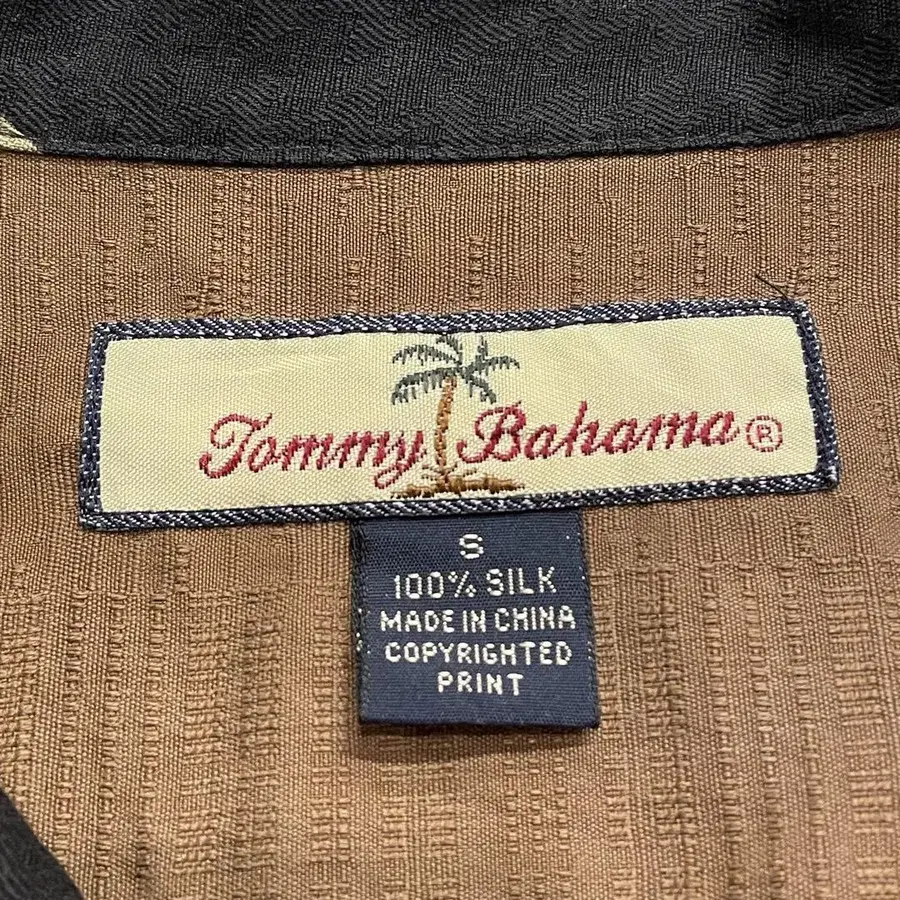 Tommy Bahama®
S
100% SILK
MADE IN CHINA
COPYRIGHTED
PRINT